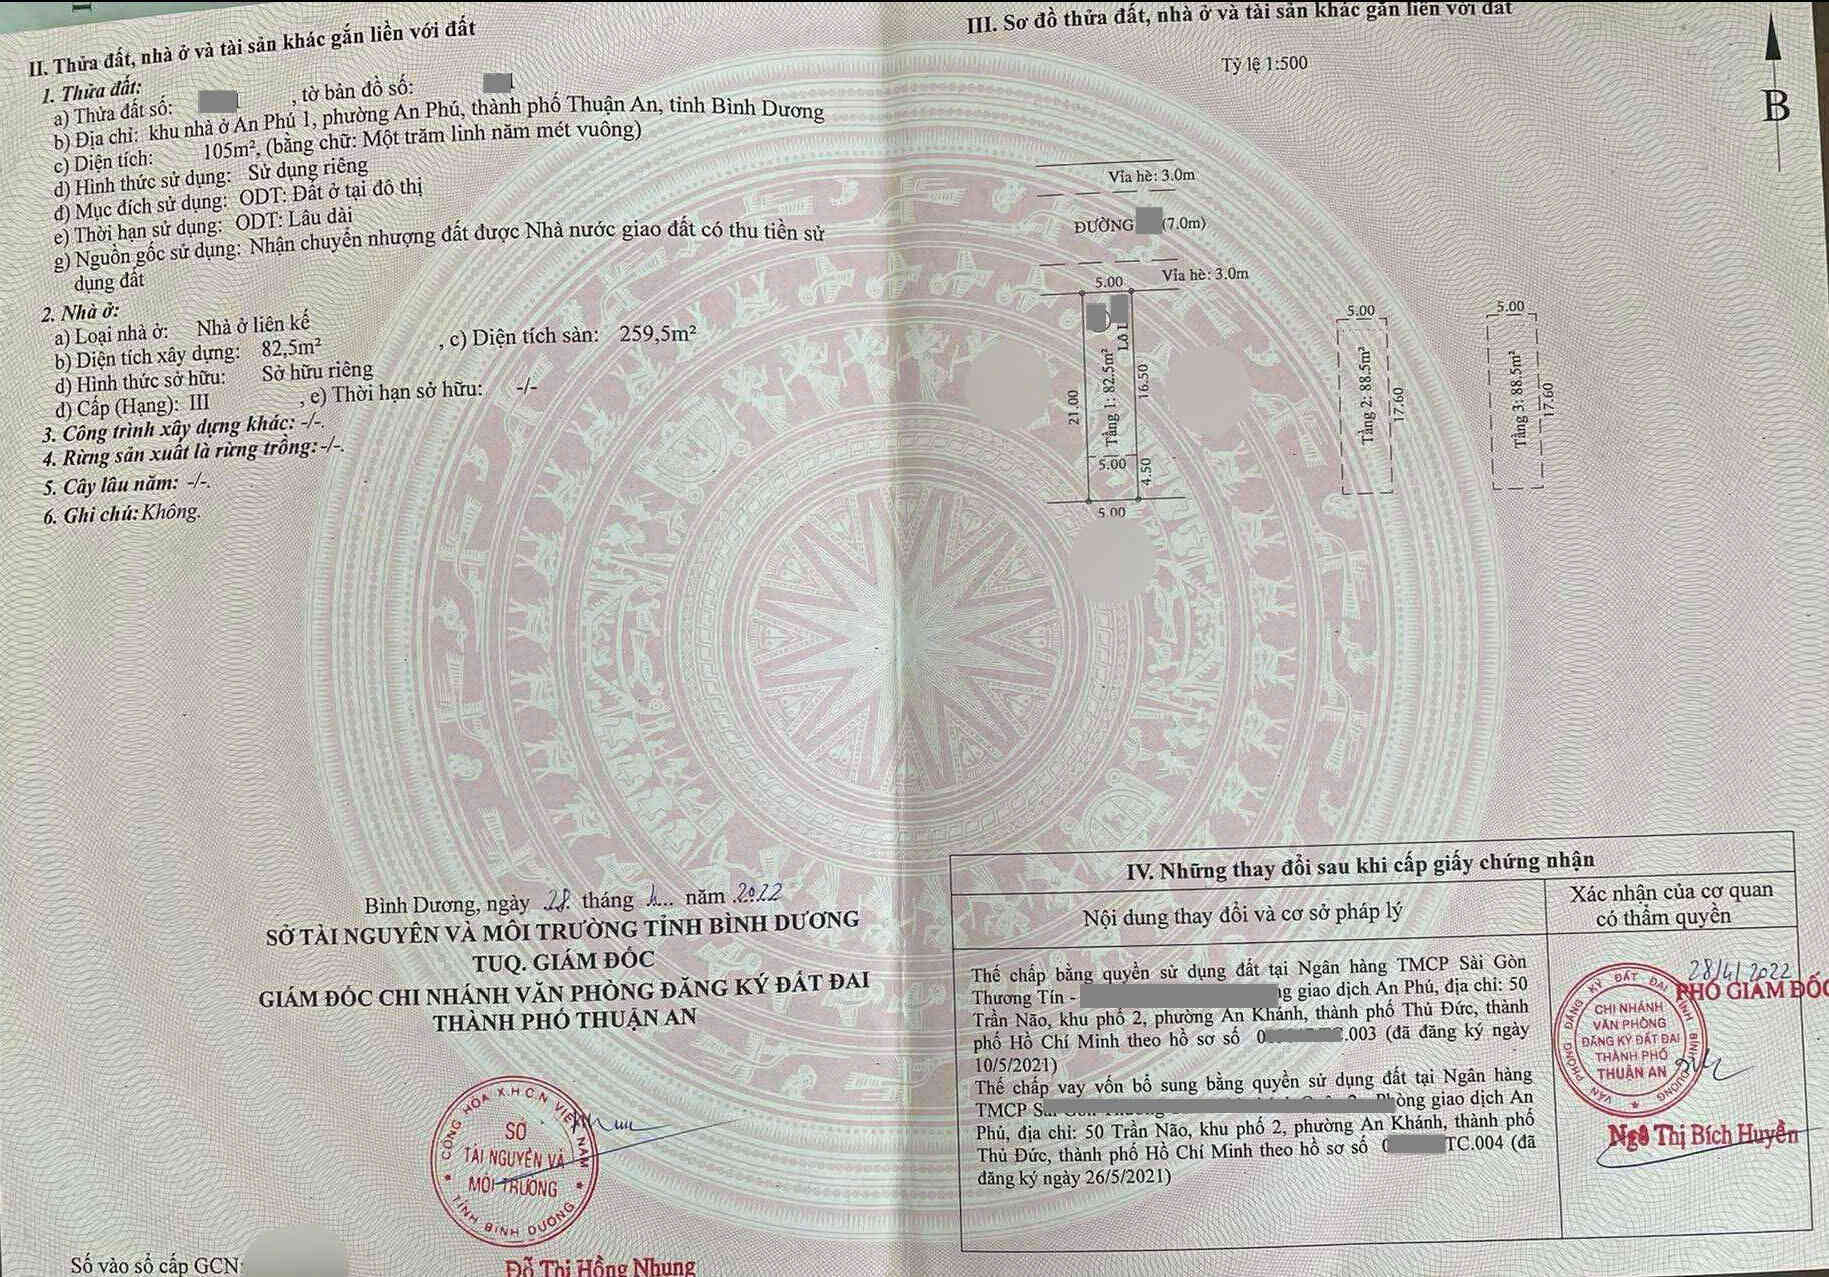 II. Thửa đất, nhà ở và tài sản khác gắn liền với đất
1. Thửa đất:
a) Thửa đất số: , tờ bản đồ số:
b) Địa chỉ: khu nhà ở An Phú 1, phường An Phú, thành phố Thuận An, tỉnh Bình Dương
c) Diện tích: 105m², (bằng chữ: Một trăm linh năm mét vuông)
d) Hình thức sử dụng: Sử dụng riêng
đ) Mục đích sử dụng: ODT: Đất ở tại đô thị
e) Thời hạn sử dụng: ODT: Lâu dài
g) Nguồn gốc sử dụng: Nhận chuyển nhượng đất được Nhà nước giao đất có thu tiền sử
dụng đất
2. Nhà ở:
a) Loại nhà ở: Nhà ở liên kế
b) Diện tích xây dựng: 82,5m² , c) Diện tích sàn: 259,5m²
d) Hình thức sở hữu: Sở hữu riêng
đ) Cấp (Hạng): III , e) Thời hạn sở hữu: -/-
3. Công trình xây dựng khác: -/-.
4. Rừng sản xuất là rừng trồng: -/-.
5. Cây lâu năm: -/-.
6. Ghi chú: Không.
Bình Dương, ngày 28 tháng năm 2022
SỞ TÀI NGUYÊN VÀ MÔI TRƯỜNG TỈNH BÌNH DƯƠNG
TUQ. GIÁM ĐỐC
GIÁM ĐỐC CHI NHÁNH VĂN PHÒNG ĐĂNG KÝ ĐẤT ĐAI
THÀNH PHỐ THUẬN AN
CỘNG HÒA X.H.C.N VIỆT NAM
SỞ
TÀI NGUYÊN VÀ
MÔI TRƯỜNG
TỈNH BÌNH DƯƠNG
Đỗ Thị Hồng Nhung
Số vào sổ cấp GCN:
III. Sơ đồ thửa đất, nhà ở và tài sản khác gắn liền với đất
Tỷ lệ 1:500
B
Vỉa hè: 3.0m
ĐƯỜNG (7.0m)
Vỉa hè: 3.0m
5.00
Lô
Tầng 1: 82.5m²
21.00
16.50
5.00
4.50
5.00
5.00
Tầng 2: 88.5m²
17.60
5.00
Tầng 3: 88.5m²
17.60
IV. Những thay đổi sau khi cấp giấy chứng nhận
Nội dung thay đổi và cơ sở pháp lý
Xác nhận của cơ quan
có thẩm quyền
Thế chấp bằng quyền sử dụng đất tại Ngân hàng TMCP Sài Gòn
Thương Tín - giao dịch An Phú, địa chỉ: 50
Trần Não, khu phố 2, phường An Khánh, thành phố Thủ Đức, thành
phố Hồ Chí Minh theo hồ sơ số 0 .003 (đã đăng ký ngày
10/5/2021)
Thế chấp vay vốn bổ sung bằng quyền sử dụng đất tại Ngân hàng
TMCP Phòng giao dịch An
Phú, địa chỉ: 50 Trần Não, khu phố 2, phường An Khánh, thành phố
Thủ Đức, thành phố Hồ Chí Minh theo hồ sơ số 0 TC.004 (đã
đăng ký ngày 26/5/2021)
28/4/2022
PHÓ GIÁM ĐỐC
VĂN PHÒNG ĐĂNG KÝ ĐẤT ĐAI TỈNH BÌNH DƯƠNG
CHI NHÁNH
VĂN PHÒNG
ĐĂNG KÝ ĐẤT ĐAI
THÀNH PHỐ
THUẬN AN
Ngô Thị Bích Huyền